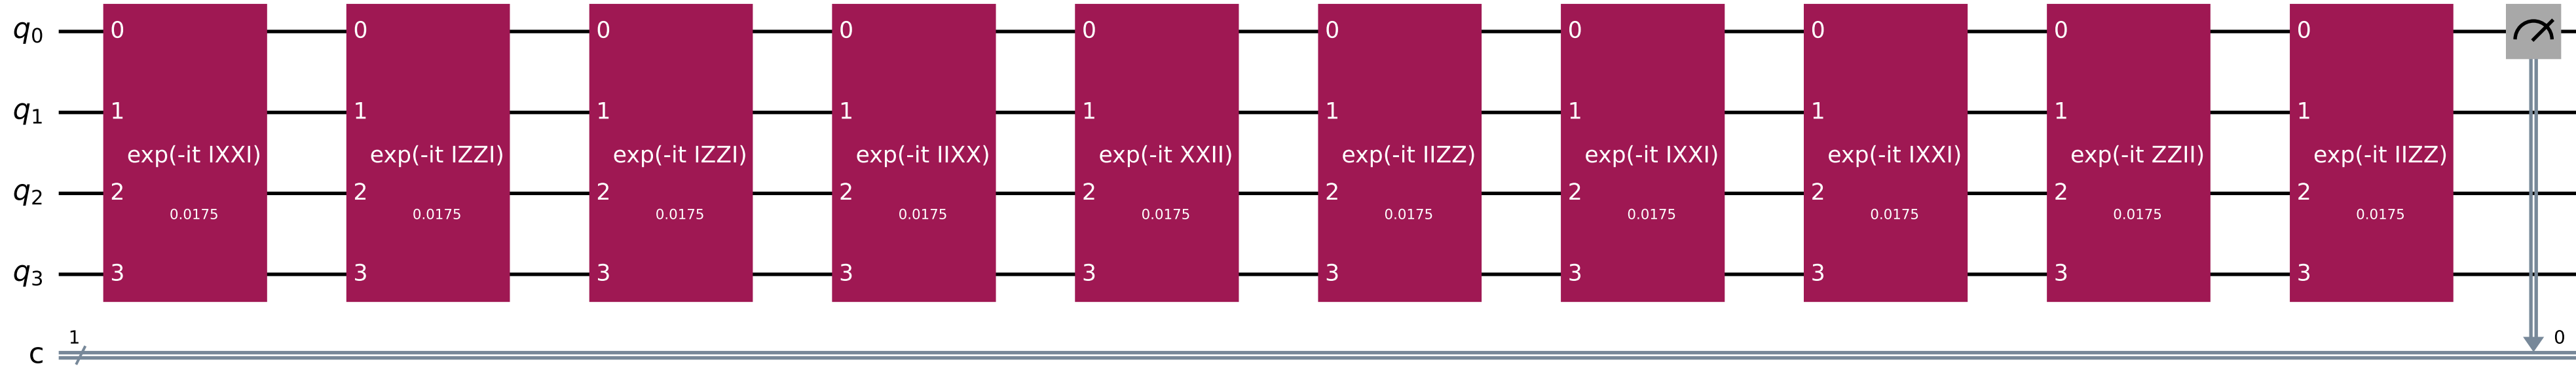 q0 0 0 0 0 0 0 0 0 0 0
q1 1 1 1 1 1 1 1 1 1 1
exp(-it IXXI) exp(-it IZZI) exp(-it IZZI) exp(-it IIXX) exp(-it XXII) exp(-it IIZZ) exp(-it IXXI) exp(-it IXXI) exp(-it ZZII) exp(-it IIZZ)
q2 2 2 2 2 2 2 2 2 2 2
0.0175 0.0175 0.0175 0.0175 0.0175 0.0175 0.0175 0.0175 0.0175 0.0175
q3 3 3 3 3 3 3 3 3 3 3
1 0
c